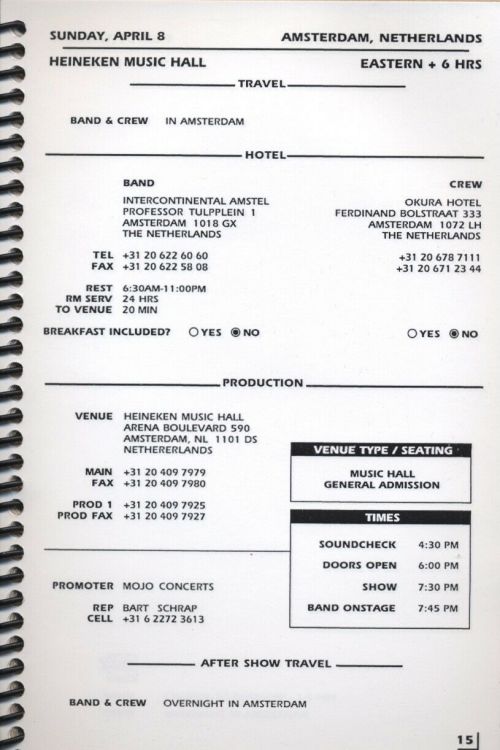 SUNDAY, APRIL 8 AMSTERDAM, NETHERLANDS
HEINEKEN MUSIC HALL EASTERN + 6 HRS
TRAVEL
BAND & CREW IN AMSTERDAM
HOTEL
BAND CREW
INTERCONTINENTAL AMSTEL OKURA HOTEL
PROFESSOR TULPPLEIN 1 FERDINAND BOLSTRAAT 333
AMSTERDAM 1018 GX AMSTERDAM 1072 LH
THE NETHERLANDS THE NETHERLANDS
TEL +31 20 622 60 60 +31 20 678 7111
FAX +31 20 622 58 08 +31 20 671 23 44
REST 6:30AM-11:00PM
RM SERV 24 HRS
TO VENUE 20 MIN
BREAKFAST INCLUDED? YES NO YES NO
PRODUCTION
VENUE HEINEKEN MUSIC HALL
ARENA BOULEVARD 590
AMSTERDAM, NL 1101 DS
NETHERERLANDS
MAIN +31 20 409 7979
FAX +31 20 409 7980
PROD 1 +31 20 409 7925
PROD FAX +31 20 409 7927
VENUE TYPE / SEATING
MUSIC HALL
GENERAL ADMISSION
TIMES
SOUNDCHECK 4:30 PM
DOORS OPEN 6:00 PM
SHOW 7:30 PM
BAND ONSTAGE 7:45 PM
PROMOTER MOJO CONCERTS
REP BART SCHRAP
CELL +31 6 2272 3613
AFTER SHOW TRAVEL
BAND & CREW OVERNIGHT IN AMSTERDAM
15